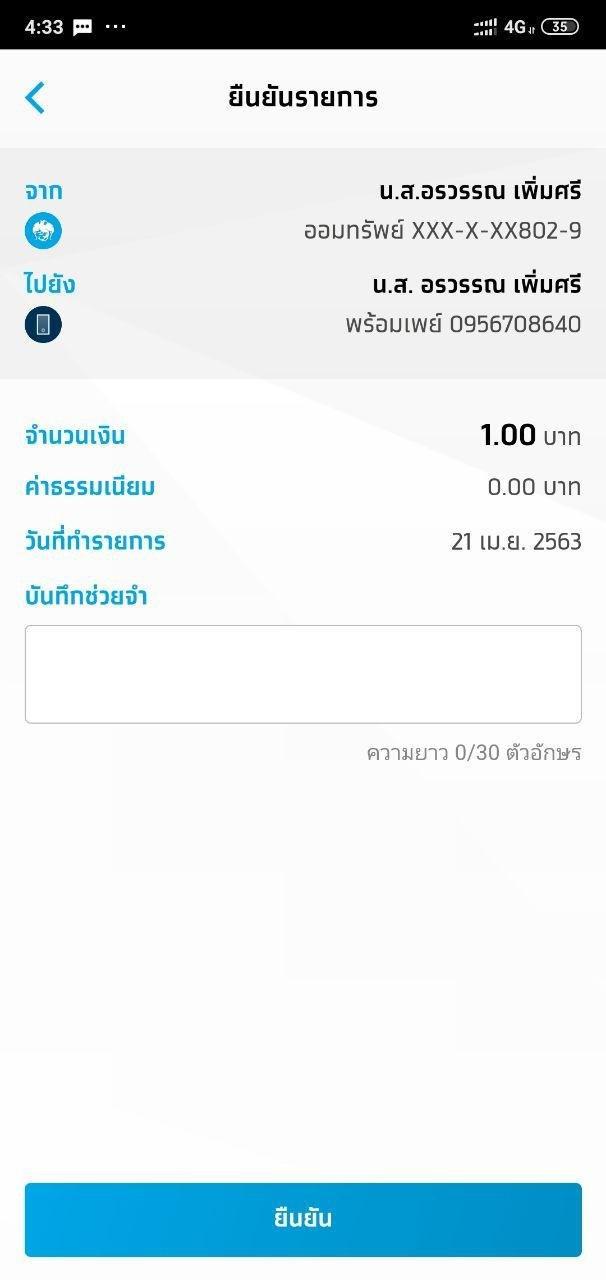 4:33 ... 4G 35
ยืนยันรายการ
จาก น.ส.อรวรรณ เพิ่มศรี
ออมทรัพย์ XXX-X-XX802-9
ไปยัง น.ส. อรวรรณ เพิ่มศรี
พร้อมเพย์ 0956708640
จำนวนเงิน 1.00 บาท
ค่าธรรมเนียม 0.00 บาท
วันที่ทำรายการ 21 เม.ย. 2563
บันทึกช่วยจำ
ความยาว 0/30 ตัวอักษร
ยืนยัน